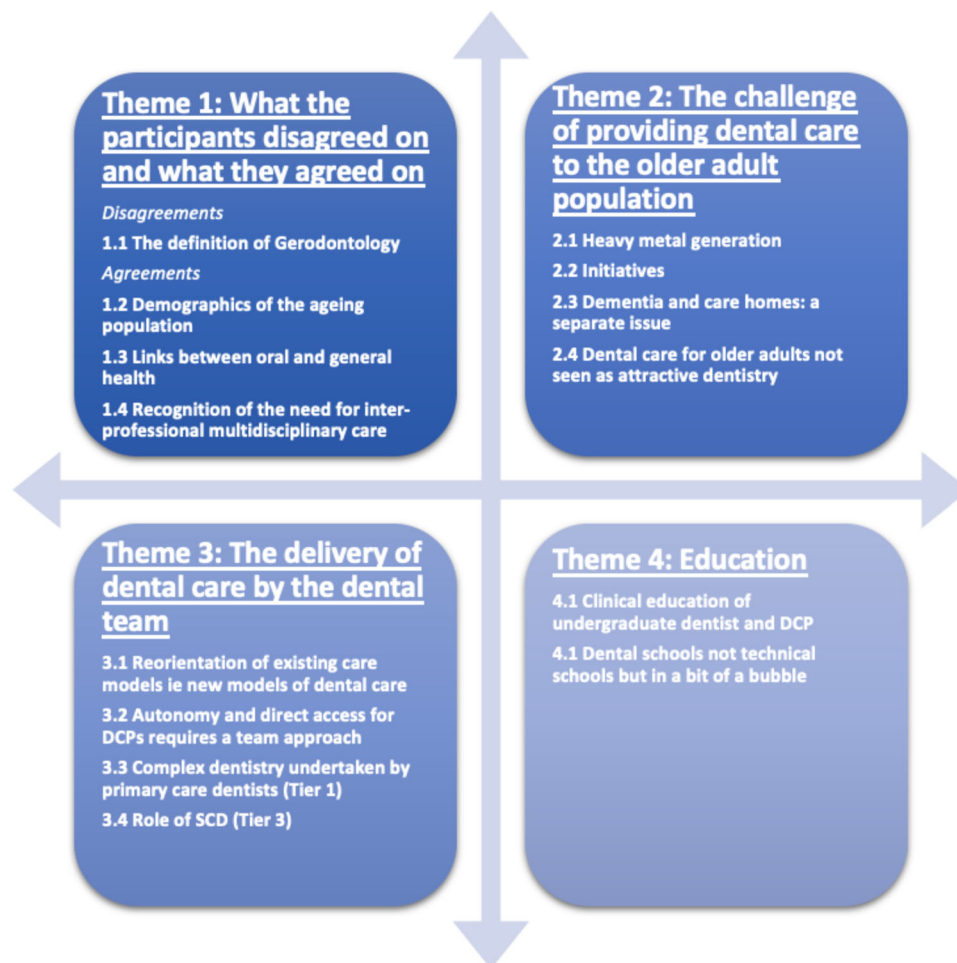 Theme 1: What the
participants disagreed on
and what they agreed on
Disagreements
1.1 The definition of Gerodontology
Agreements
1.2 Demographics of the ageing
population
1.3 Links between oral and general
health
1.4 Recognition of the need for inter-
professional multidisciplinary care
Theme 2: The challenge
of providing dental care
to the older adult
population
2.1 Heavy metal generation
2.2 Initiatives
2.3 Dementia and care homes: a
separate issue
2.4 Dental care for older adults not
seen as attractive dentistry
Theme 3: The delivery of
dental care by the dental
team
3.1 Reorientation of existing care
models ie new models of dental care
3.2 Autonomy and direct access for
DCPs requires a team approach
3.3 Complex dentistry undertaken by
primary care dentists (Tier 1)
3.4 Role of SCD (Tier 3)
Theme 4: Education
4.1 Clinical education of
undergraduate dentist and DCP
4.1 Dental schools not technical
schools but in a bit of a bubble